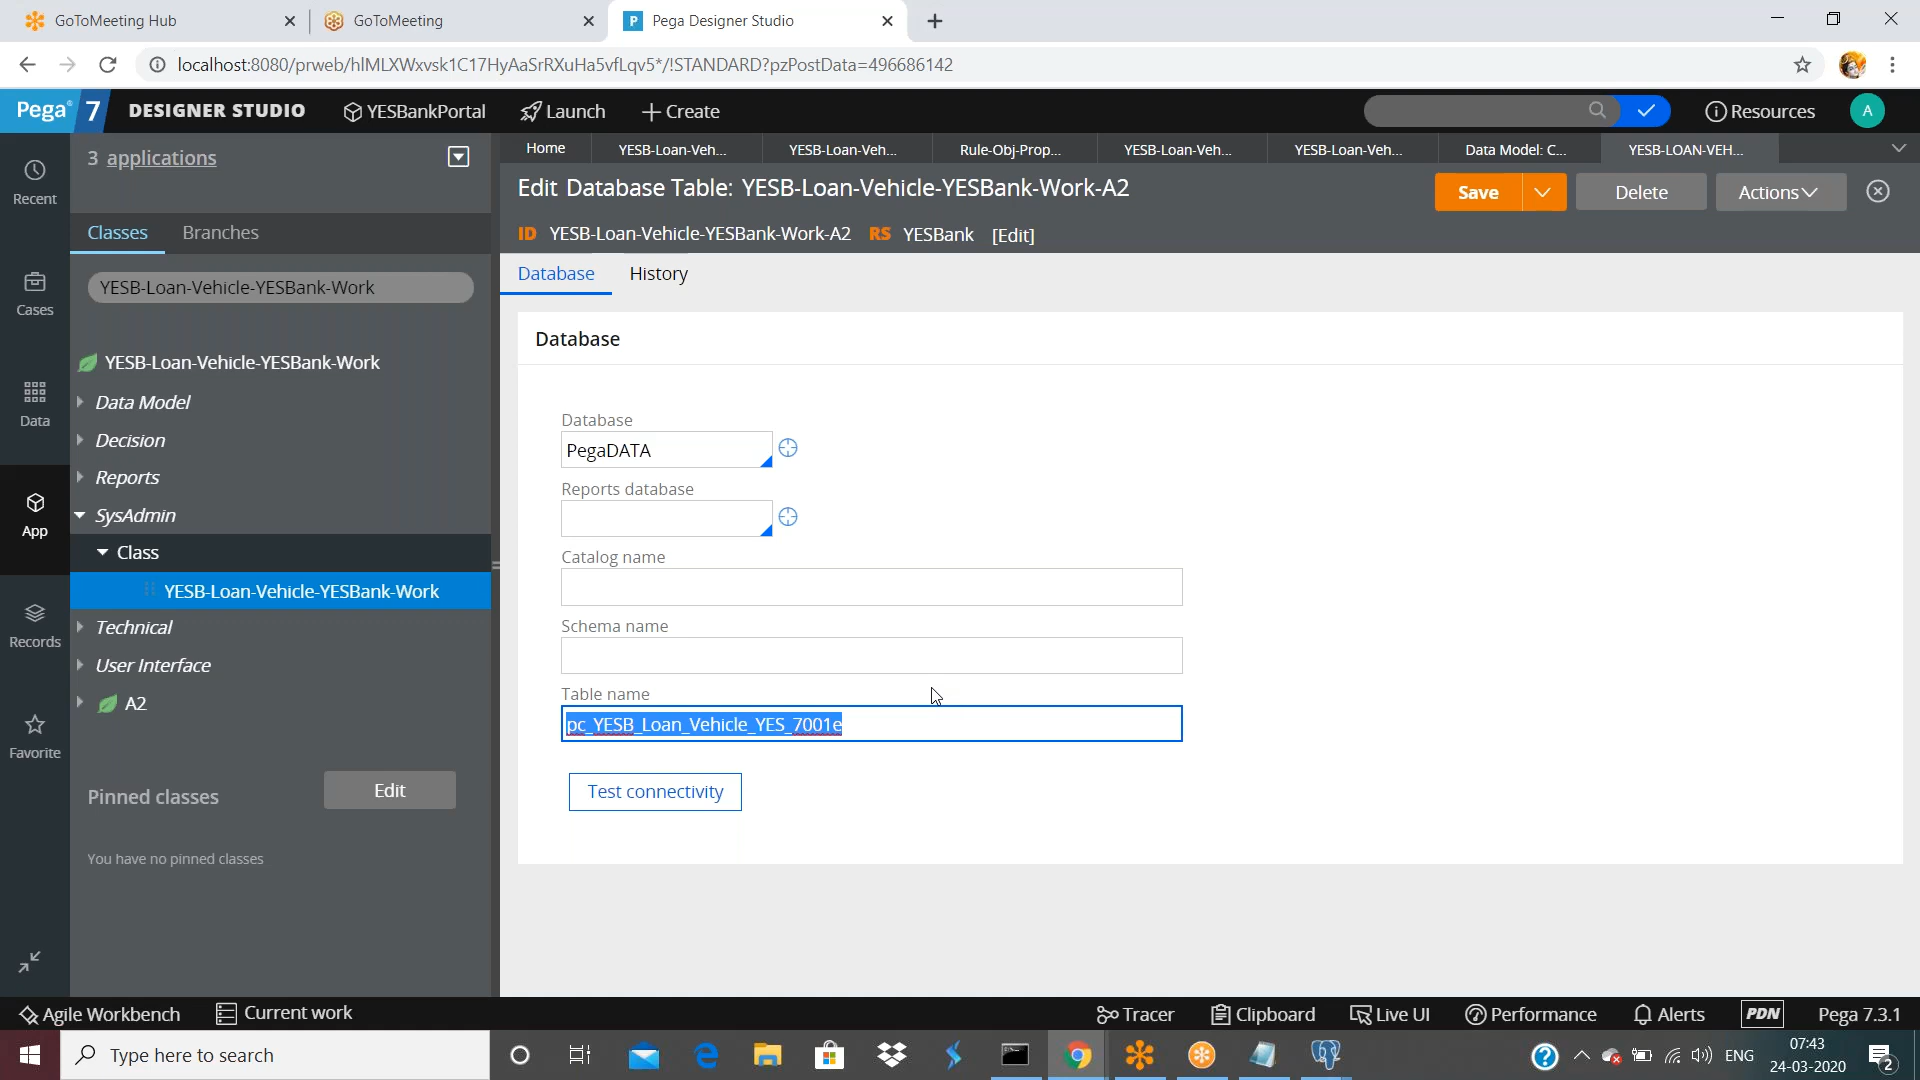 GoToMeeting Hub
GoToMeeting
P Pega Designer Studio
localhost:8080/prweb/hIMLXWxvsk1C17HyAaSrRXuHa5vfLqv5*/!STANDARD?pzPostData=496686142
Pega 7 DESIGNER STUDIO YESBankPortal Launch Create Resources A
3 applications
Home YESB-Loan-Veh... YESB-Loan-Veh... Rule-Obj-Prop... YESB-Loan-Veh... YESB-Loan-Veh... Data Model: C... YESB-LOAN-VEH...
Edit Database Table: YESB-Loan-Vehicle-YESBank-Work-A2
Save Delete Actions
ID YESB-Loan-Vehicle-YESBank-Work-A2 RS YESBank [Edit]
Recent
Cases
Data
App
Records
Favorite
Classes Branches
YESB-Loan-Vehicle-YESBank-Work
YESB-Loan-Vehicle-YESBank-Work
Data Model
Decision
Reports
SysAdmin
Class
YESB-Loan-Vehicle-YESBank-Work
Technical
User Interface
A2
Pinned classes Edit
You have no pinned classes
Database History
Database
Database
PegaDATA
Reports database
Catalog name
Schema name
Table name
pc_YESB_Loan_Vehicle_YES_7001e
Test connectivity
Agile Workbench Current work Tracer Clipboard Live UI Performance Alerts PDN Pega 7.3.1
Type here to search
ENG
07:43
24-03-2020
2